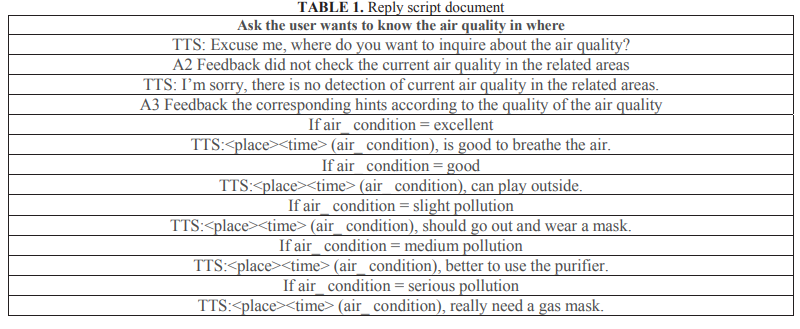 TABLE 1. Reply script document
Ask the user wants to know the air quality in where
TTS: Excuse me, where do you want to inquire about the air quality?
A2 Feedback did not check the current air quality in the related areas
TTS: I'm sorry, there is no detection of current air quality in the related areas.
A3 Feedback the corresponding hints according to the quality of the air quality
If air_ condition = excellent
TTS:<place><time> (air_ condition), is good to breathe the air.
If air_ condition = good
TTS:<place><time> (air_ condition), can play outside.
If air_ condition = slight pollution
TTS:<place><time> (air_ condition), should go out and wear a mask.
If air_ condition = medium pollution
TTS:<place><time> (air_ condition), better to use the purifier.
If air_ condition = serious pollution
TTS:<place><time> (air_ condition), really need a gas mask.